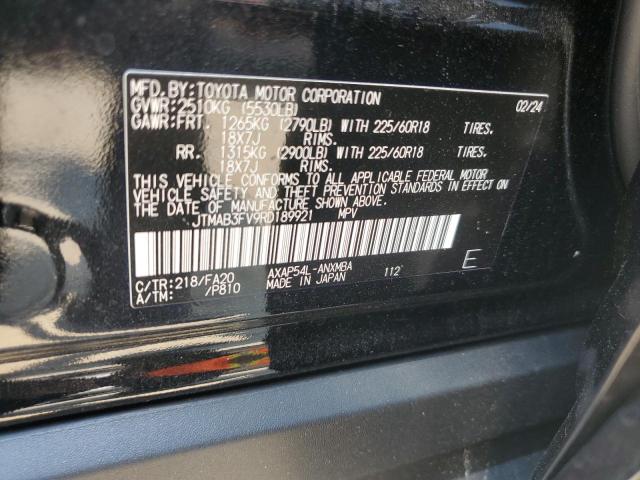 MFD. BY: TOYOTA MOTOR CORPORATION 02/24
GVWR: 2510KG (5530LB)
GAWR: FRT. 1265KG (2790LB) WITH 225/60R18 TIRES.
18X7J RIMS.
RR. 1315KG (2900LB) WITH 225/60R18 TIRES.
18X7J RIMS.
THIS VEHICLE CONFORMS TO ALL APPLICABLE FEDERAL MOTOR
VEHICLE SAFETY AND THEFT PREVENTION STANDARDS IN EFFECT ON
THE DATE OF MANUFACTURE.
JTMAB3FV9RD189921 MPV
C/TR: 218/FA20 AXAP54L-ANXMBA 112 E
A/TM: /P810 MADE IN JAPAN